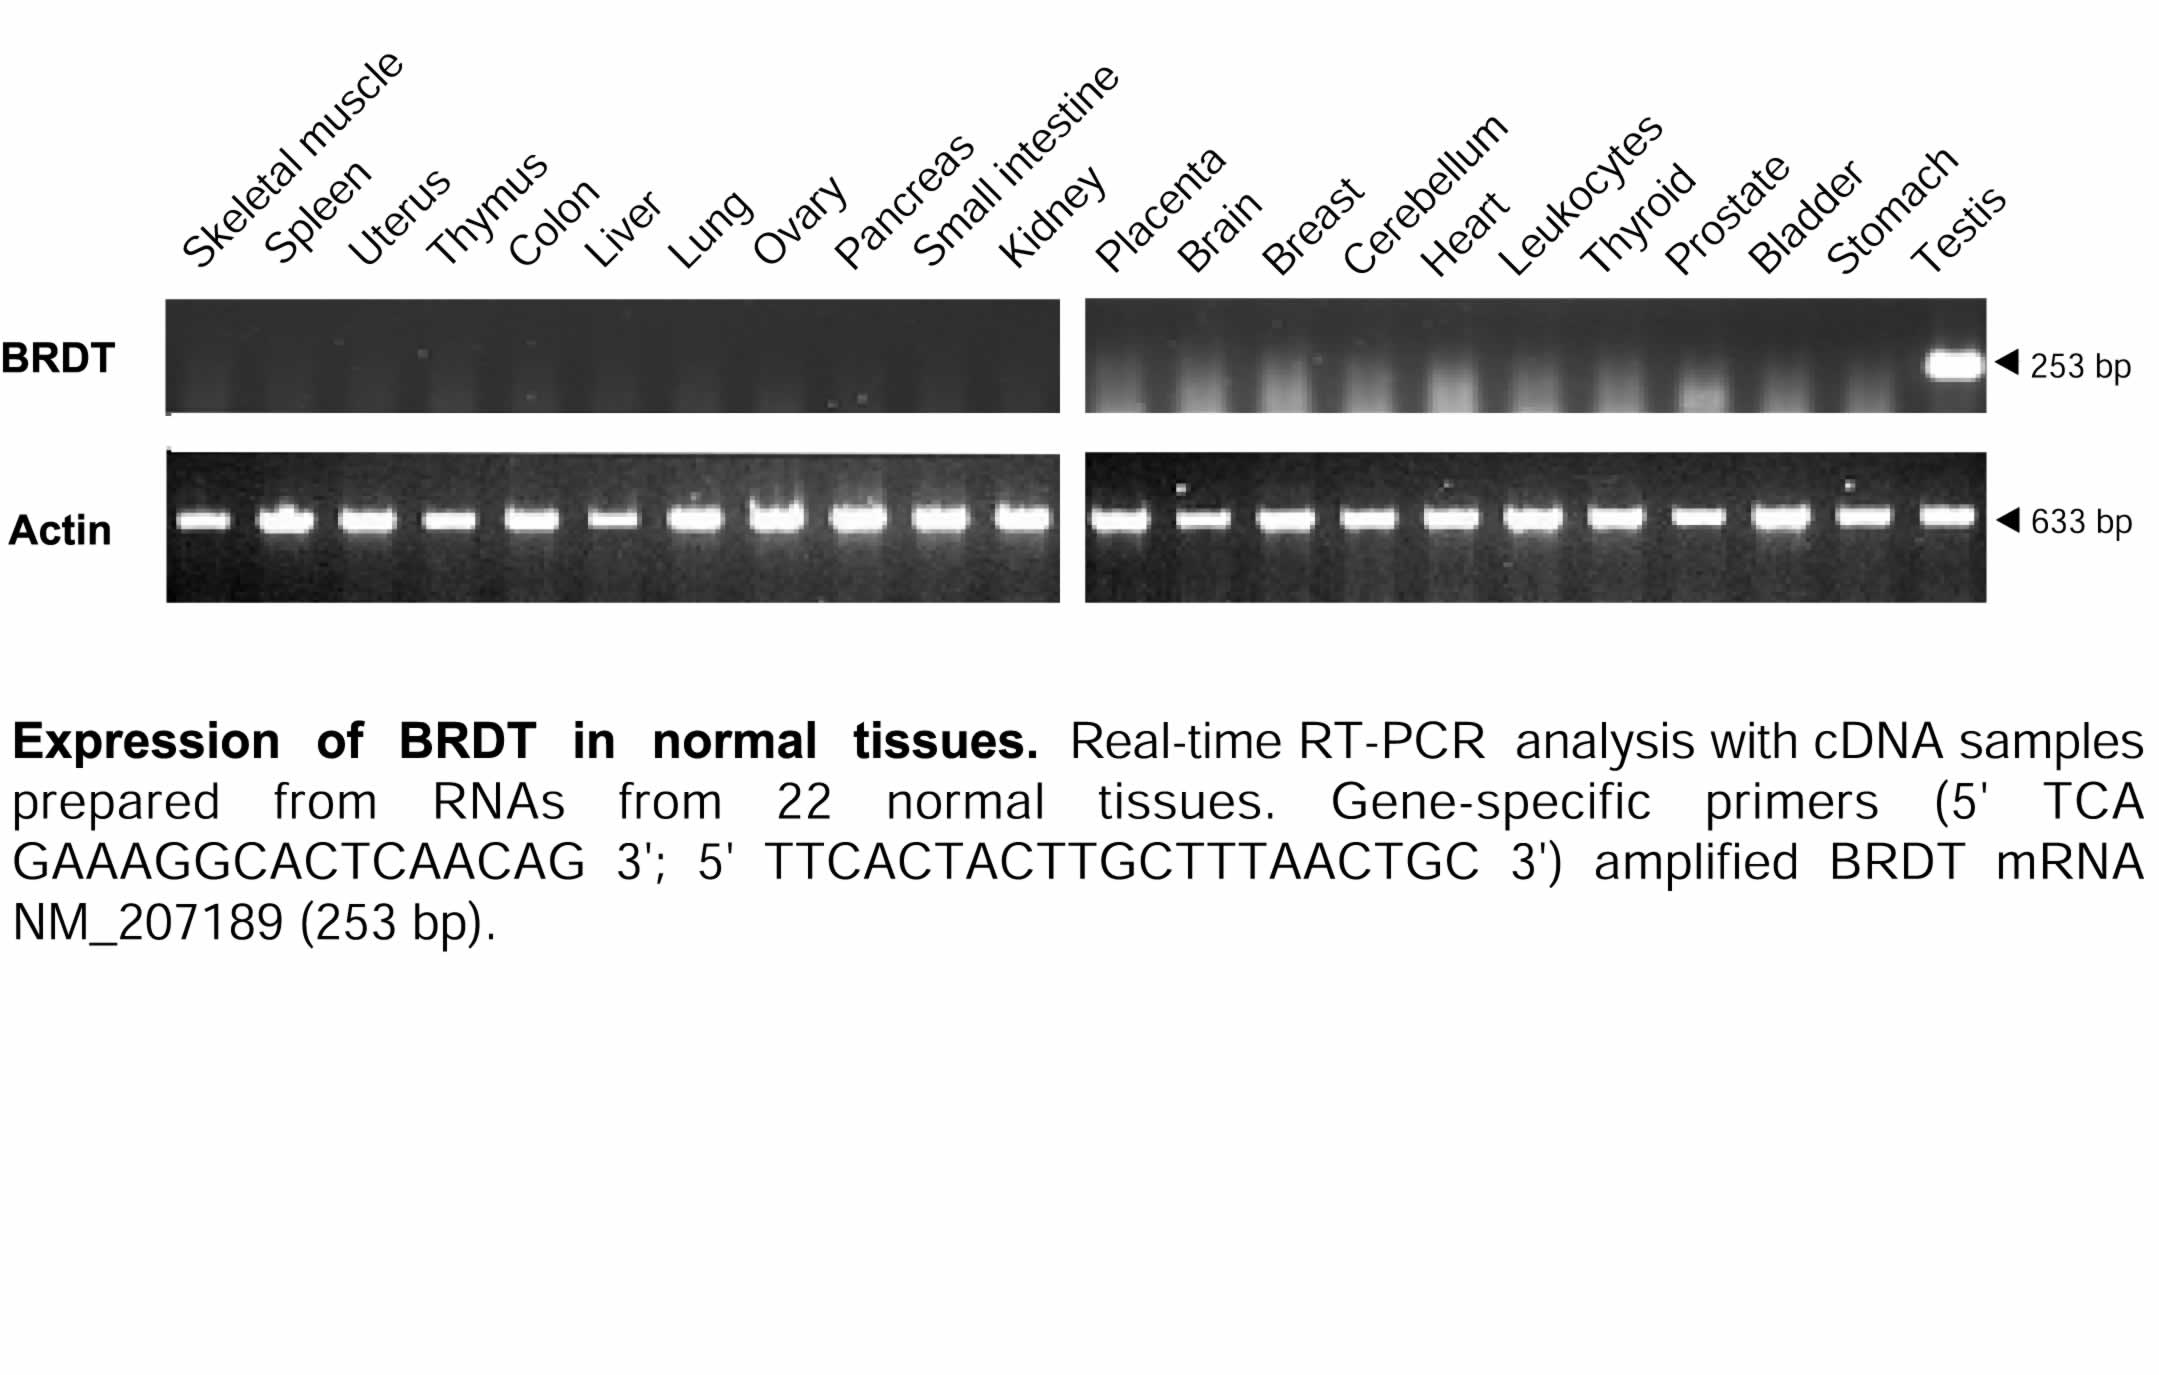 Skeletal muscle
Spleen
Uterus
Thymus
Colon
Liver
Lung
Ovary
Pancreas
Small intestine
Kidney
Placenta
Brain
Breast
Cerebellum
Heart
Leukocytes
Thyroid
Prostate
Bladder
Stomach
Testis
BRDT
253 bp
Actin
633 bp
Expression of BRDT in normal tissues. Real-time RT-PCR analysis with cDNA samples
prepared from RNAs from 22 normal tissues. Gene-specific primers (5' TCA
GAAAGGCACTCAACAG 3'; 5' TTCACTACTTGCTTTAACTGC 3') amplified BRDT mRNA
NM_207189 (253 bp).